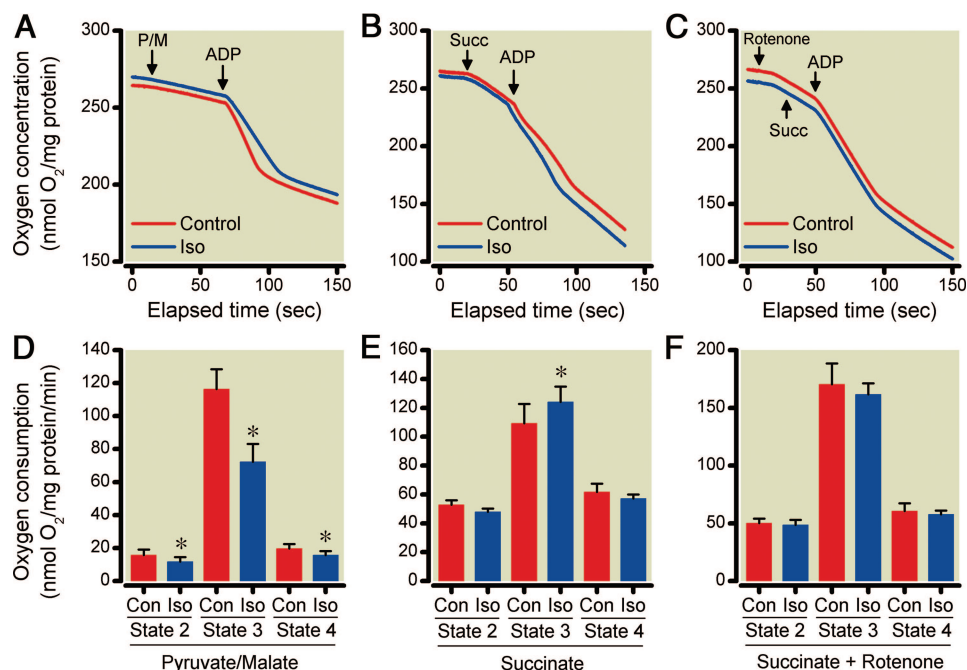 A
Oxygen concentration
(nmol O2/mg protein)
300
250
200
150
P/M
ADP
Control
Iso
0 50 100 150
Elapsed time (sec)
B
300
250
200
150
100
Succ
ADP
Control
Iso
0 50 100 150
Elapsed time (sec)
C
300
250
200
150
100
Rotenone
ADP
Succ
Control
Iso
0 50 100 150
Elapsed time (sec)
D
Oxygen consumption
(nmol O2/mg protein/min)
140
120
100
80
60
40
20
0
*
*
*
Con Iso Con Iso Con Iso
State 2 State 3 State 4
Pyruvate/Malate
E
160
140
120
100
80
60
40
20
0
*
Con Iso Con Iso Con Iso
State 2 State 3 State 4
Succinate
F
200
150
100
50
0
Con Iso Con Iso Con Iso
State 2 State 3 State 4
Succinate + Rotenone